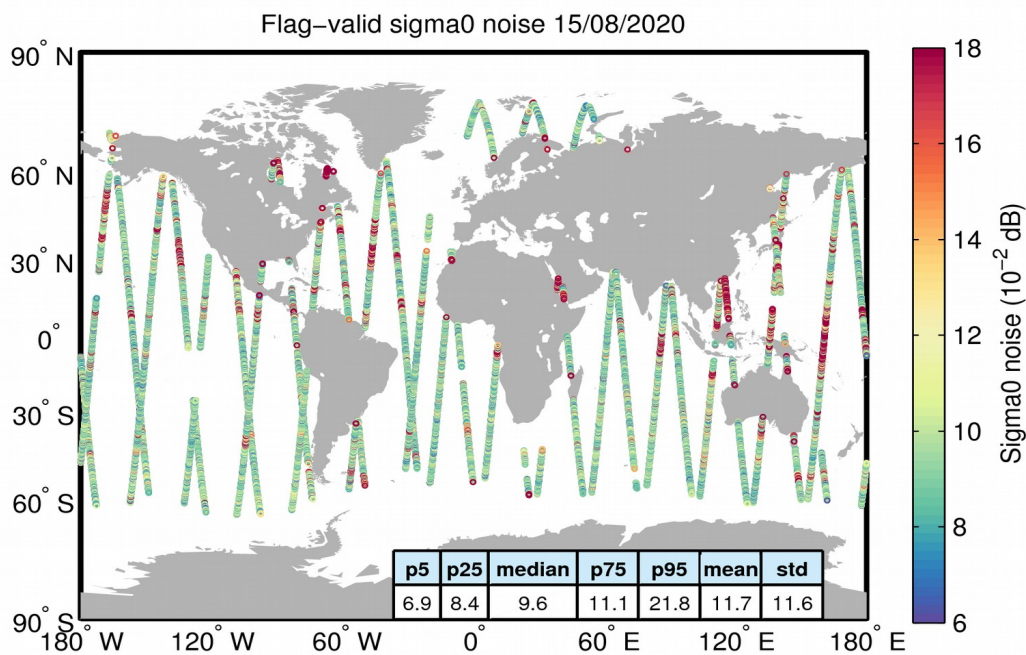 Flag−valid sigma0 noise 15/08/2020
90° N
60° N
30° N
0°
30° S
60° S
90° S
180° W
120° W
60° W
0°
60° E
120° E
180° E
p5 p25 median p75 p95 mean std
6.9 8.4 9.6 11.1 21.8 11.7 11.6
18
16
14
12
10
8
6
Sigma0 noise (10⁻² dB)